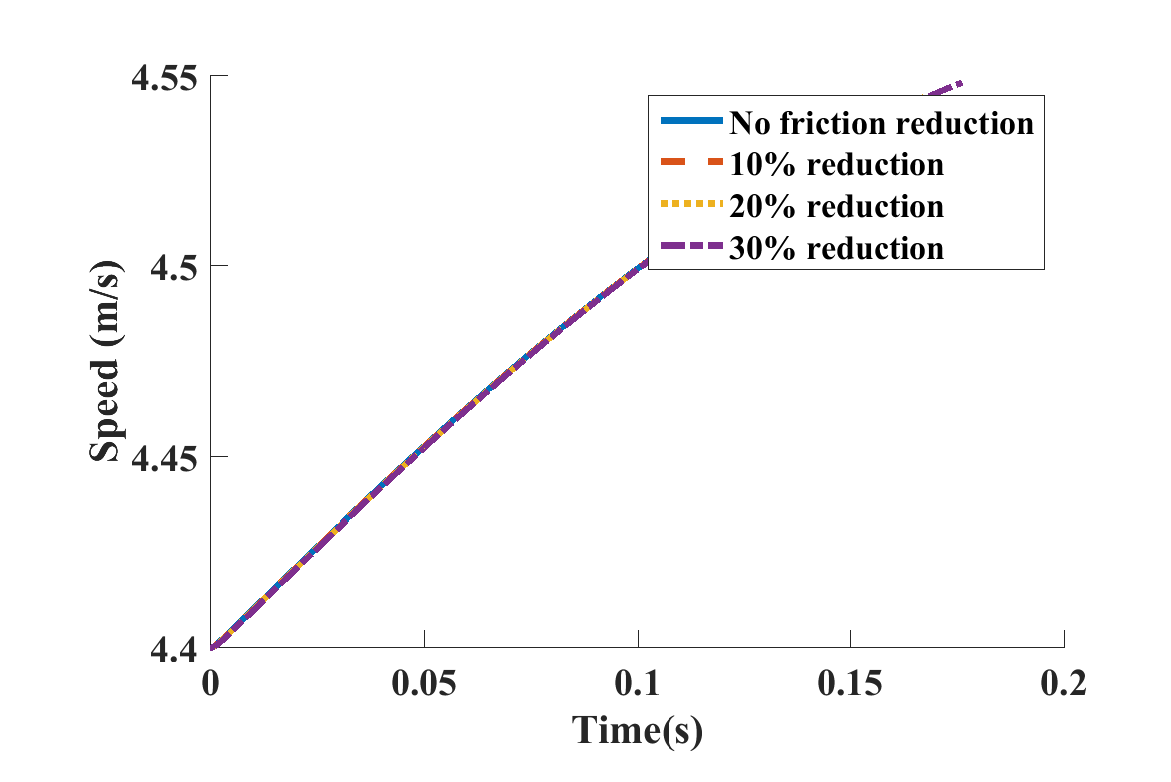 4.55
4.5
4.45
4.4
Speed (m/s)
No friction reduction
10% reduction
20% reduction
30% reduction
0 0.05 0.1 0.15 0.2
Time(s)